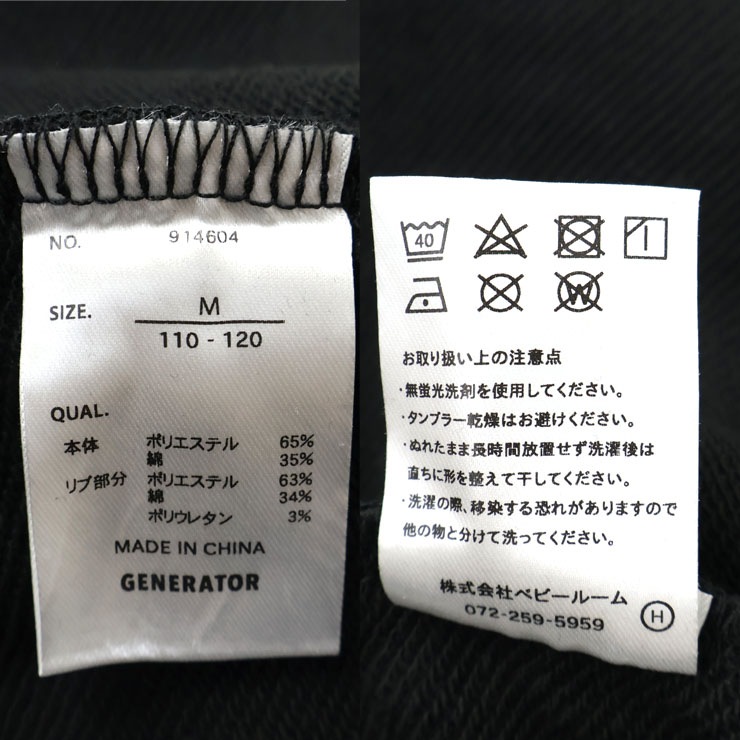 NO. 914604
SIZE. M
110 - 120
QUAL.
本体 ポリエステル 65%
綿 35%
リブ部分 ポリエステル 63%
綿 34%
ポリウレタン 3%
MADE IN CHINA
GENERATOR
40
W
お取り扱い上の注意点
・無蛍光洗剤を使用してください。
・タンブラー乾燥はお避けください。
・ぬれたまま長時間放置せず洗濯後は
直ちに形を整えて干してください。
・洗濯の際、移染する恐れがありますので
他の物と分けて洗ってください。
株式会社ベビールーム
072-259-5959 H